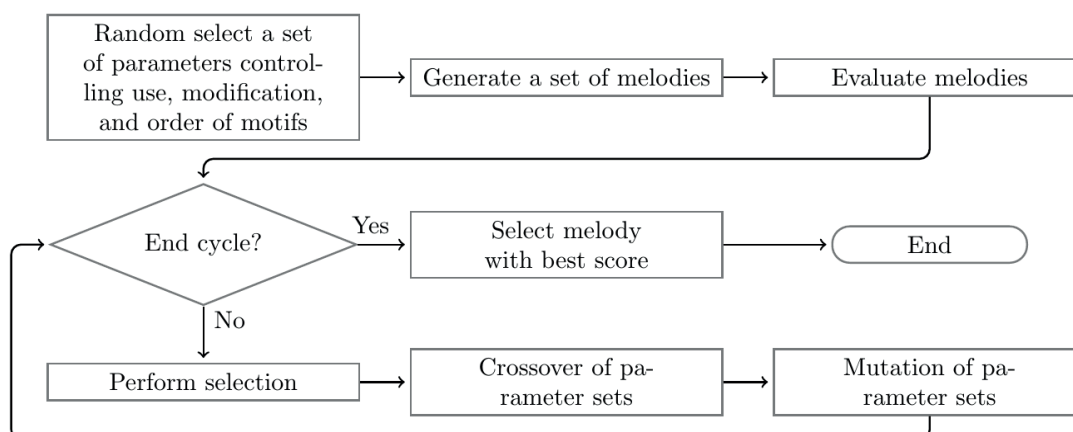 Random select a set
of parameters control-
ling use, modification,
and order of motifs
Generate a set of melodies
Evaluate melodies
End cycle?
Yes
Select melody
with best score
End
No
Perform selection
Crossover of pa-
rameter sets
Mutation of pa-
rameter sets